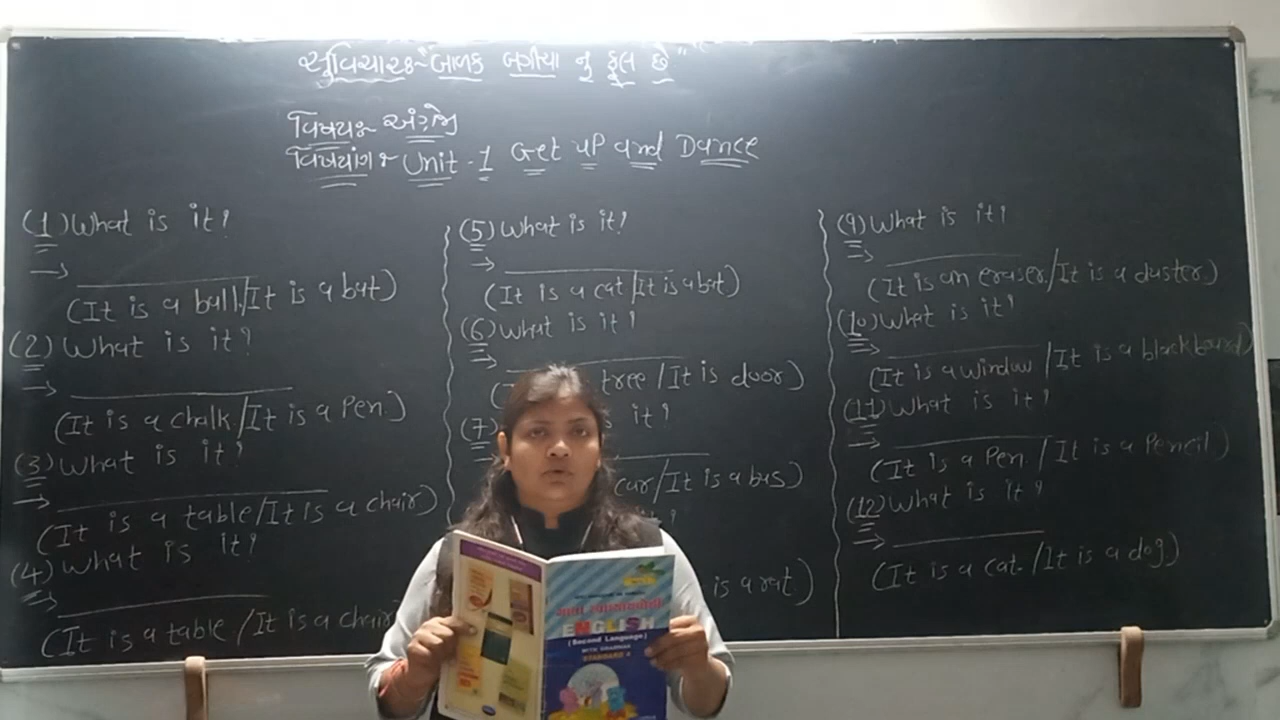 સુવિચારઃ- "બાળક બગીચા નુ ફૂલ છે"
વિષયઃ- અંગ્રેજી
વિષયાંગઃ- Unit-1 Get up and Dance
(1) What is it?
(It is a ball./It is a bat)
(2) What is it?
(It is a chalk./It is a Pen.)
(3) What is it?
(It is a table/It is a chair)
(4) What is it?
(It is a table/It is a chair
(5) What is it?
(It is a cat/It is a bat)
(6) What is it?
tree/It is door)
(7) it?
car/It is a bus)
is a rat.)
(9) What is it?
(It is an eraser./It is a duster.)
(10) What is it?
(It is a window/It is a blackboard)
(11) What is it?
(It is a Pen./It is a Pencil)
(12) What is it?
(It is a cat./It is a dog)
ENGLISH
(Second Language)
WITH GRAMMAR